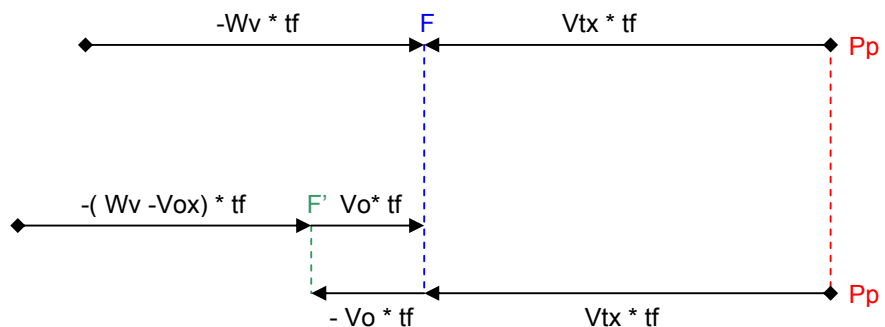 -Wv * tf F Vtx * tf
Pp
-( Wv -Vox) * tf F’ Vo* tf
Pp
- Vo * tf Vtx * tf